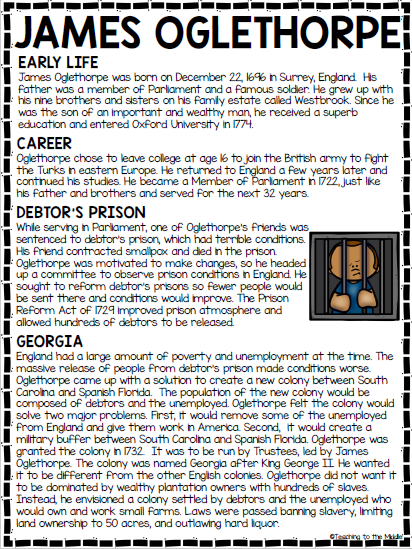 JAMES OGLETHORPE
EARLY LIFE
James Oglethorpe was born on December 22, 1696 in Surrey, England. His
father was a member of Parliament and a famous soldier. He grew up with
his nine brothers and sisters on his family estate called Westbrook. Since he
was the son of an important and wealthy man, he received a superb
education and entered Oxford University in 1774.
CAREER
Oglethorpe chose to leave college at age 16 to join the British army to fight
the Turks in eastern Europe. He returned to England a few years later and
continued his studies. He became a Member of Parliament in 1722, just like
his father and brothers and served for the next 32 years.
DEBTOR'S PRISON
While serving in Parliament, one of Oglethorpe's friends was
sentenced to debtor's prison, which had terrible conditions.
His friend contracted smallpox and died in the prison.
Oglethorpe was motivated to make changes, so he headed
up a committee to observe prison conditions in England. He
sought to reform debtor's prisons so fewer people would
be sent there and conditions would improve. The Prison
Reform Act of 1729 improved prison atmosphere and
allowed hundreds of debtors to be released.
GEORGIA
England had a large amount of poverty and unemployment at the time. The
massive release of people from debtor's prison made conditions worse.
Oglethorpe came up with a solution to create a new colony between South
Carolina and Spanish Florida. The population of the new colony would be
composed of debtors and the unemployed. Oglethorpe felt the colony would
solve two major problems. First, it would remove some of the unemployed
from England and give them work in America. Second, it would create a
military buffer between South Carolina and Spanish Florida. Oglethorpe was
granted the colony in 1732. It was to be run by Trustees, led by James
Oglethorpe. The colony was named Georgia after King George II. He wanted
it to be different from the other English colonies. Oglethorpe did not want it
to be dominated by wealthy plantation owners with hundreds of slaves.
Instead, he envisioned a colony settled by debtors and the unemployed who
would own and work small farms. Laws were passed banning slavery, limiting
land ownership to 50 acres, and outlawing hard liquor.
©Teaching to the Middle